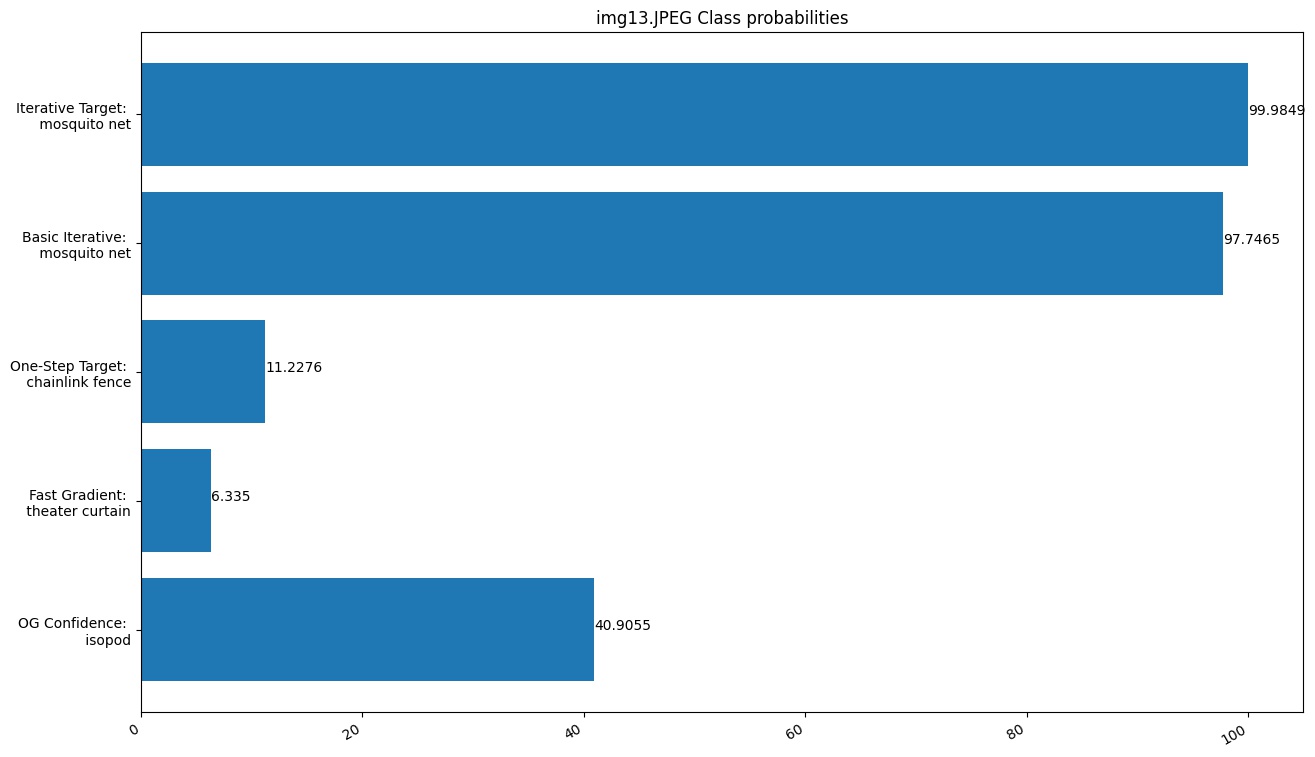 img13.JPEG Class probabilities
Iterative Target:
mosquito net
99.9849
Basic Iterative:
mosquito net
97.7465
One-Step Target:
chainlink fence
11.2276
Fast Gradient:
theater curtain
6.335
OG Confidence:
isopod
40.9055
0 20 40 60 80 100